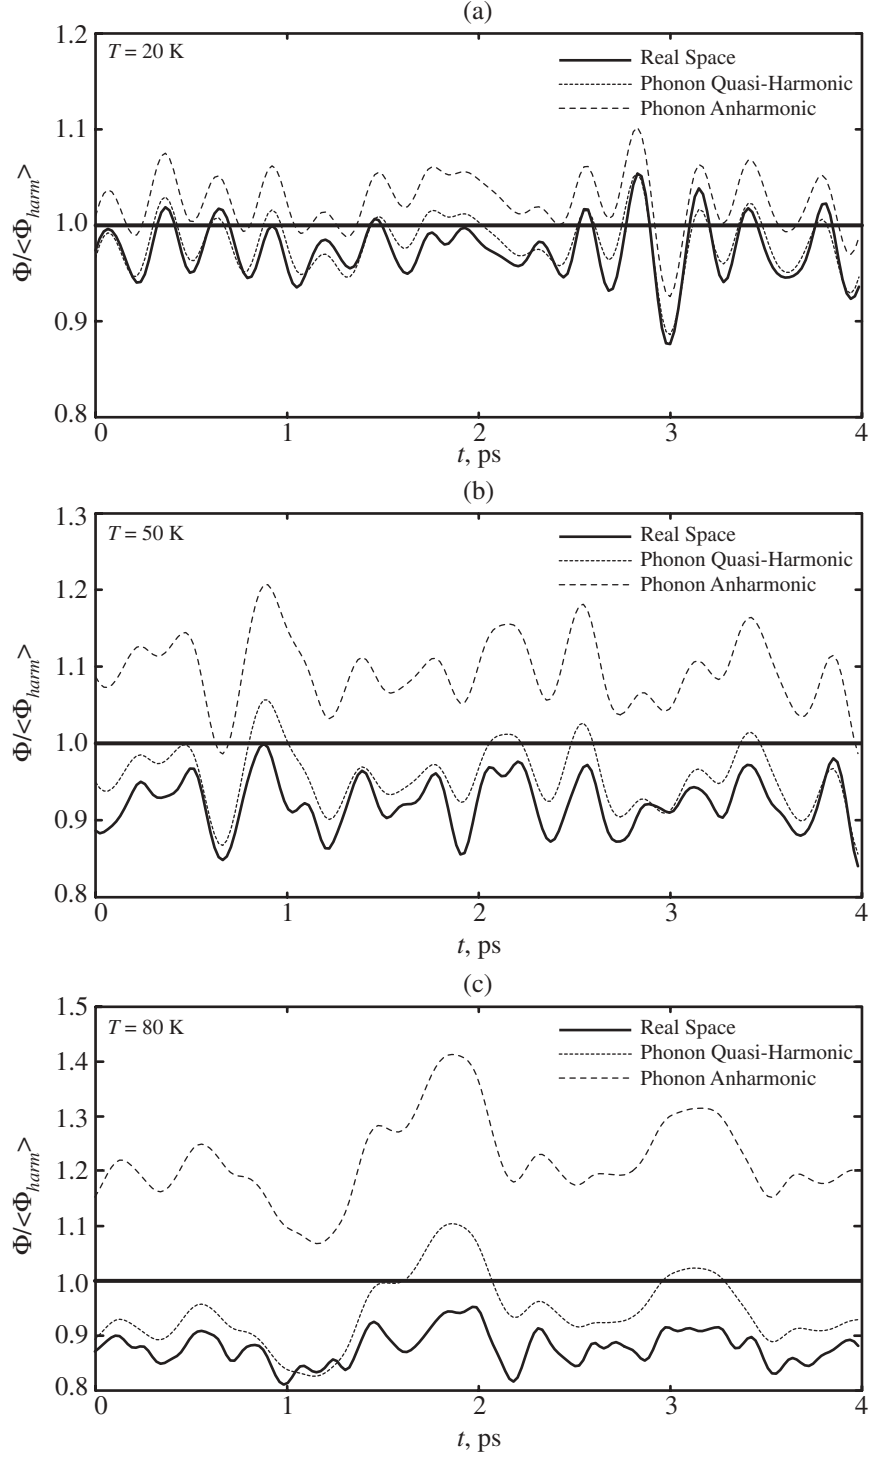 (a)
1.2
T = 20 K
Real Space
Phonon Quasi-Harmonic
Phonon Anharmonic
1.1
1.0
0.9
0.8
Φ/<Φharm>
0 1 2 3 4
t, ps
(b)
1.3
T = 50 K
Real Space
Phonon Quasi-Harmonic
Phonon Anharmonic
1.2
1.1
1.0
0.9
0.8
Φ/<Φharm>
0 1 2 3 4
t, ps
(c)
1.5
T = 80 K
Real Space
Phonon Quasi-Harmonic
Phonon Anharmonic
1.4
1.3
1.2
1.1
1.0
0.9
0.8
Φ/<Φharm>
0 1 2 3 4
t, ps